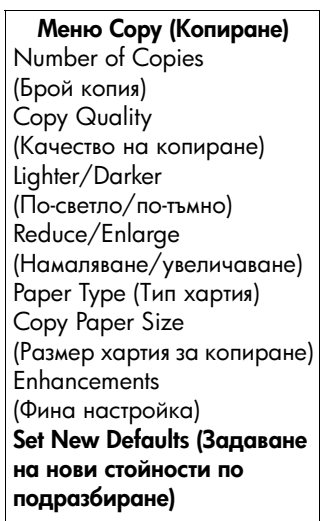 Меню Copy (Копиране)
Number of Copies
(Брой копия)
Copy Quality
(Качество на копиране)
Lighter/Darker
(По-светло/по-тъмно)
Reduce/Enlarge
(Намаляване/увеличаване)
Paper Type (Тип хартия)
Copy Paper Size
(Размер хартия за копиране)
Enhancements
(Фина настройка)
Set New Defaults (Задаване
на нови стойности по
подразбиране)